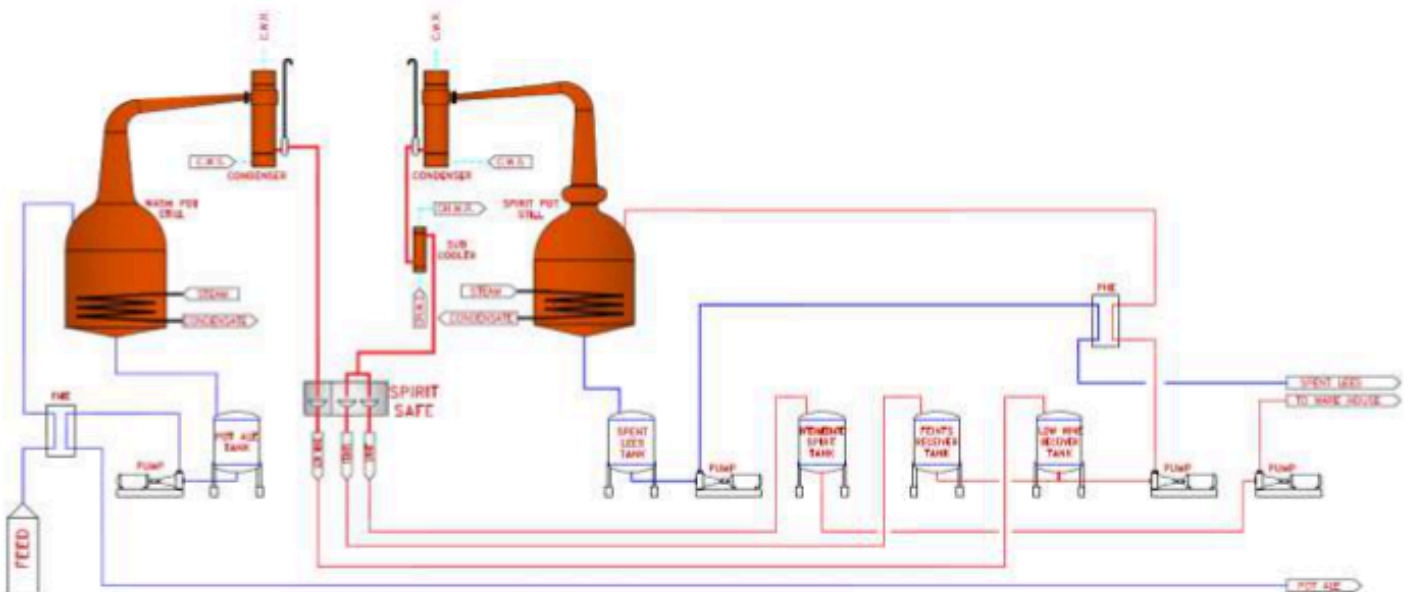 C.W.R.
C.W.R.
C.W.S.
CONDENSER
CONDENSER
C.W.S.
WASH POT
STILL
SPIRIT POT
STILL
CH.W.R.
SUB
COOLER
STEAM
CONDENSATE
CH.W.S.
STEAM
CONDENSATE
PHE
SPIRIT
SAFE
SPENT LEES
TO WARE HOUSE
PHE
POT ALE
TANK
SPENT
LEES
TANK
SPIRIT
TANK
FEINTS
RECEIVER
TANK
LOW WINE
RECEIVER
TANK
PUMP
PUMP
PUMP
PUMP
FEED
POT ALE